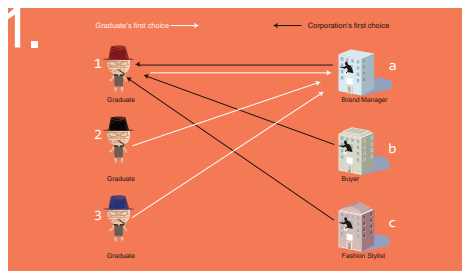 1.
Graduate's first choice
Corporation's first choice
1
a
Graduate
Brand Manager
2
b
Graduate
Buyer
3
c
Graduate
Fashion Stylist